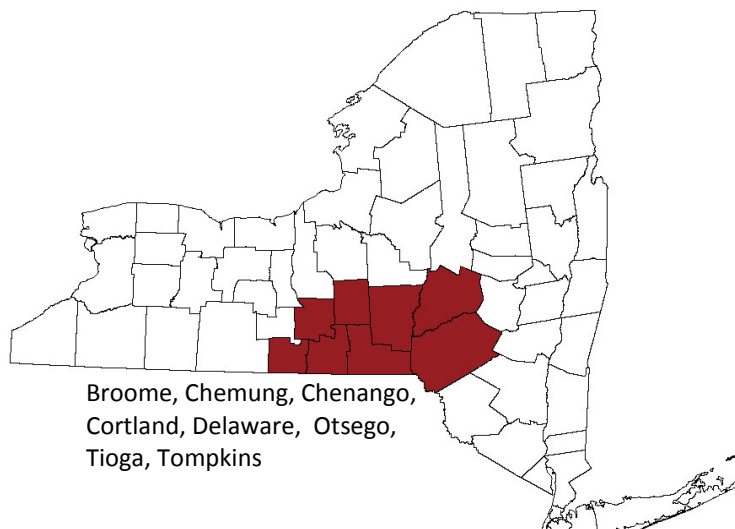 Broome, Chemung, Chenango,
Cortland, Delaware,  Otsego,
Tioga, Tompkins